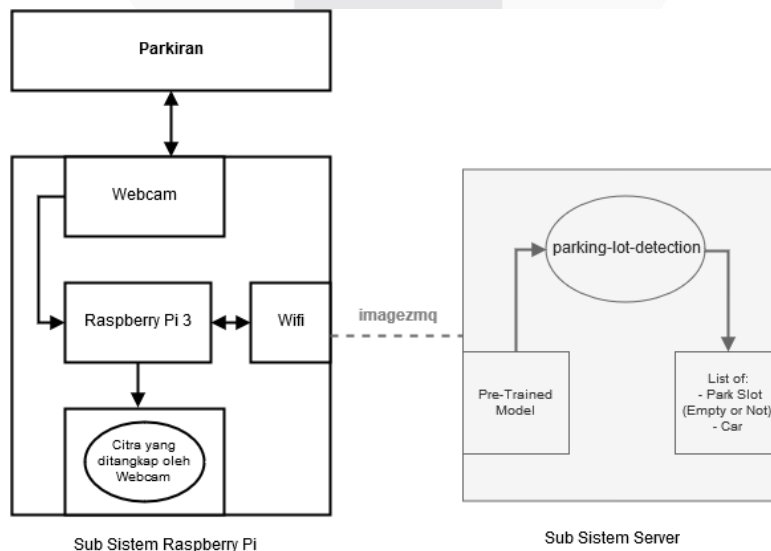 Parkiran
Webcam
Raspberry Pi 3
Wifi
Citra yang
ditangkap oleh
Webcam
Sub Sistem Raspberry Pi
imagezmq
parking-lot-detection
Pre-Trained
Model
List of:
- Park Slot
(Empty or Not)
- Car
Sub Sistem Server